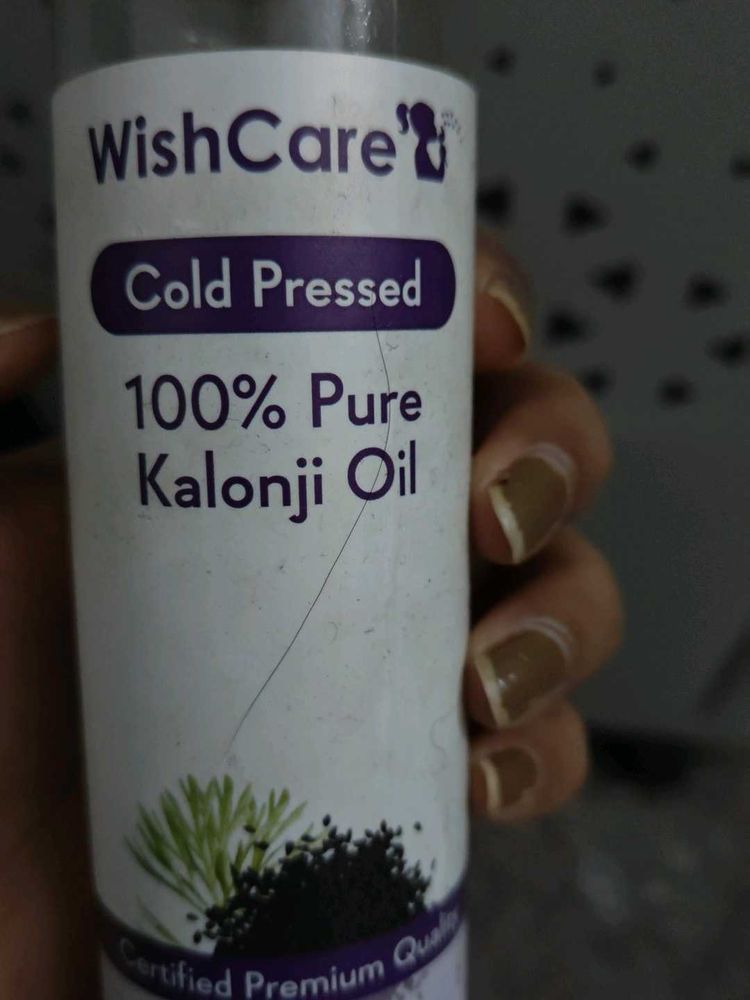 WishCare
Cold Pressed
100% Pure
Kalonji Oil
Certified Premium Quality